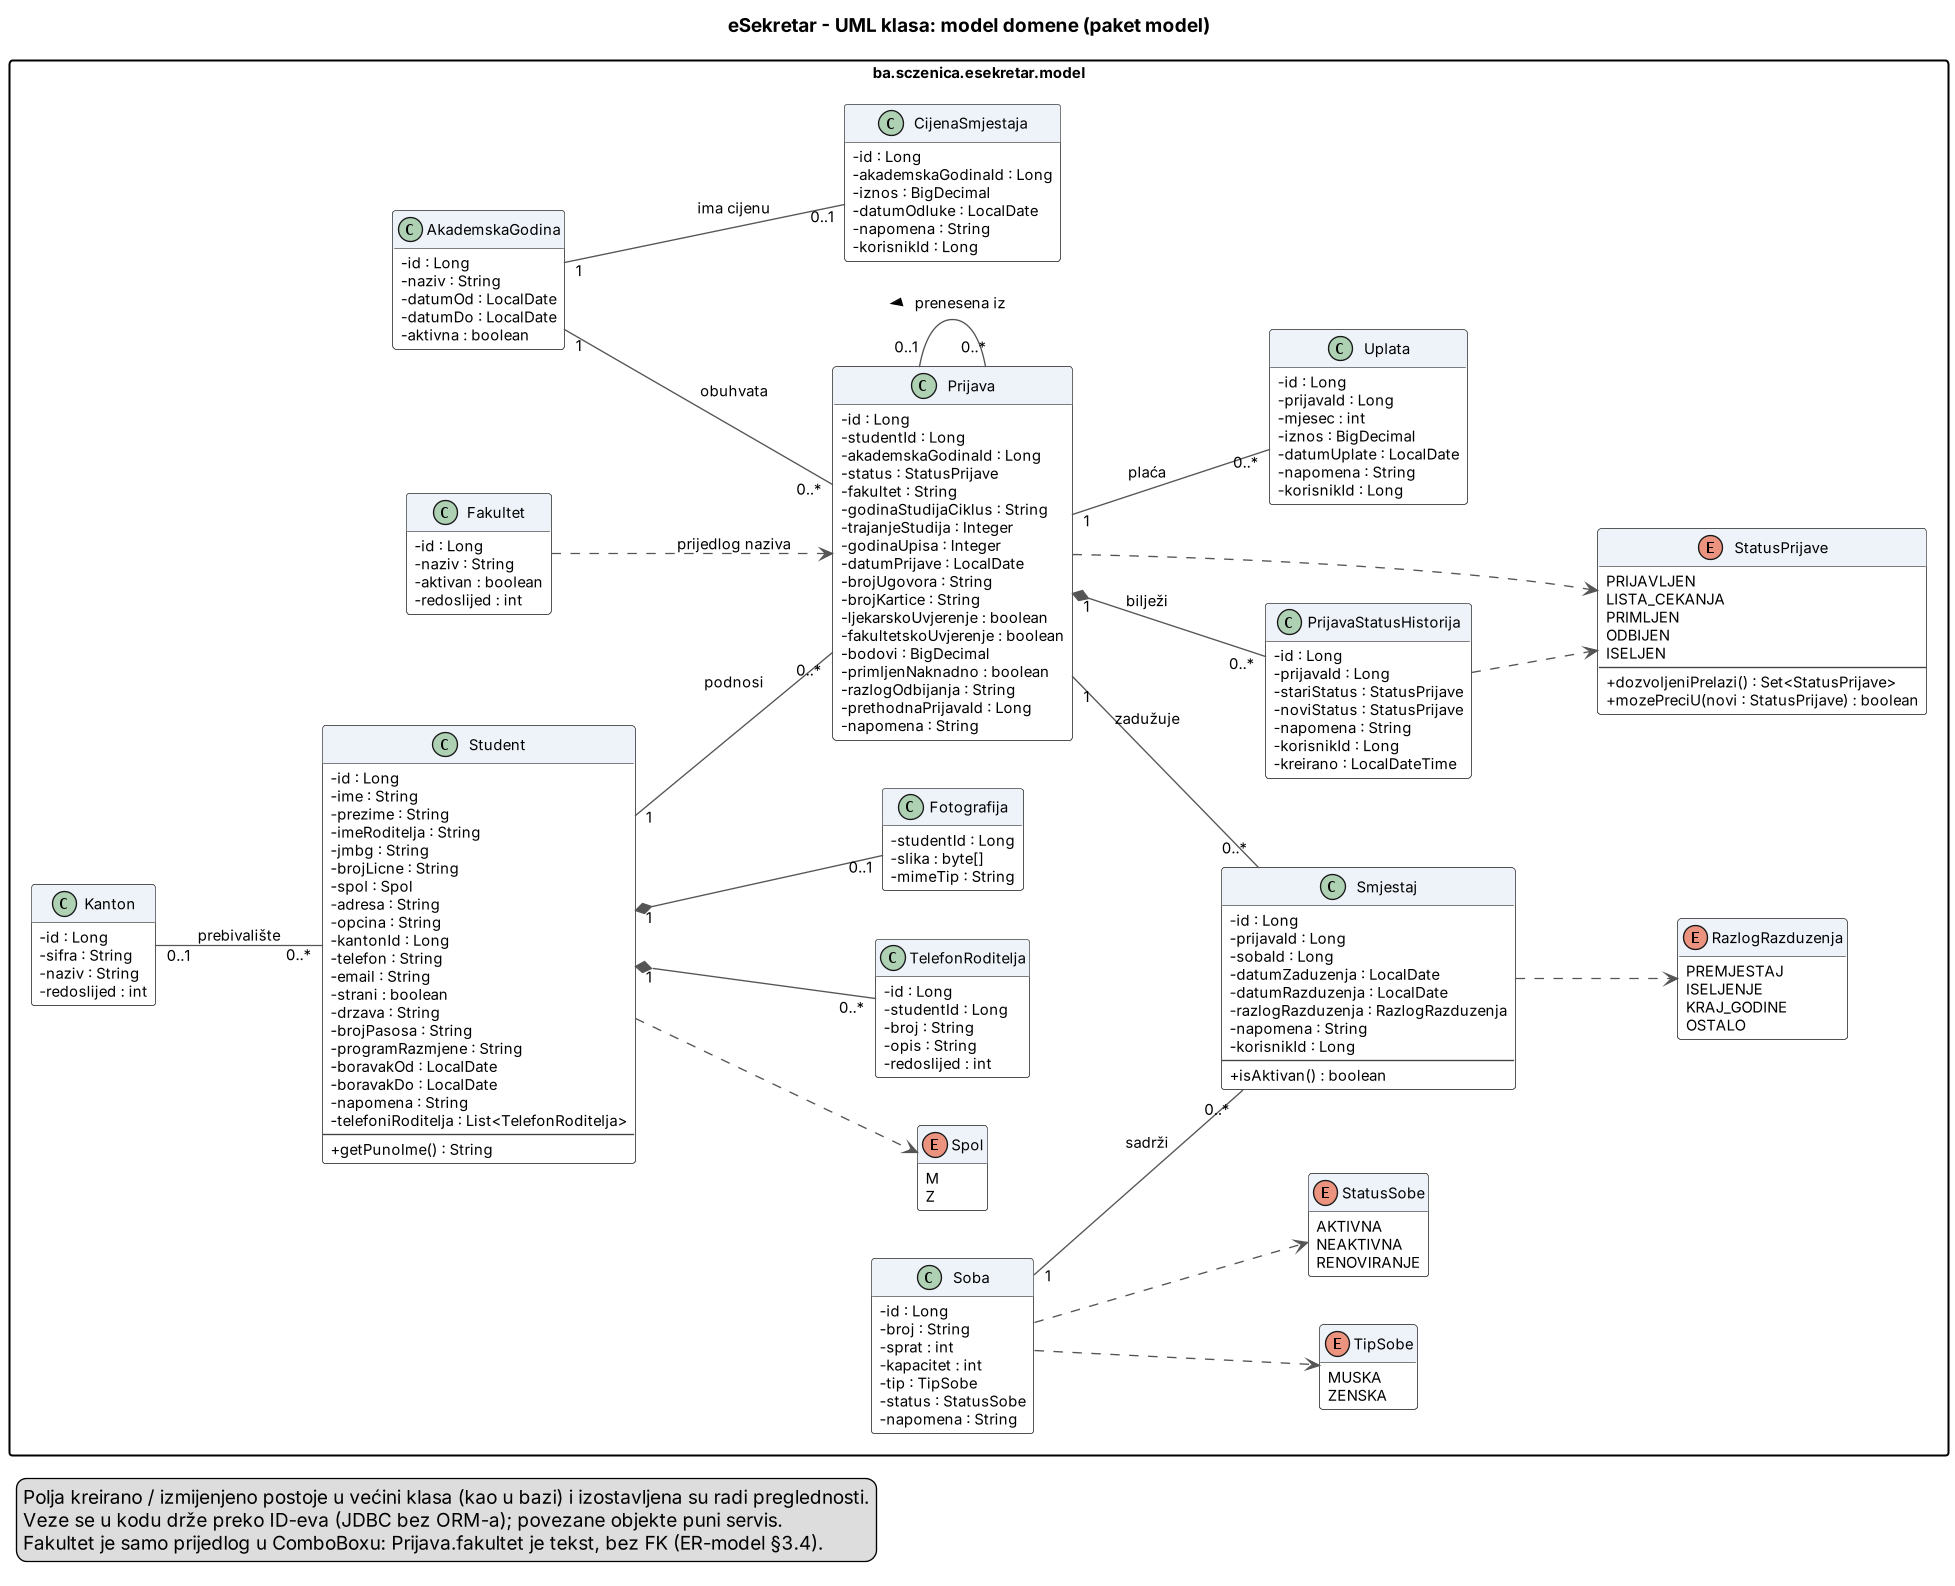 eSekretar - UML klasa: model domene (paket model)
ba.sczenica.esekretar.model
C CijenaSmjestaja
-id : Long
-akademskaGodinaId : Long
-iznos : BigDecimal
-datumOdluke : LocalDate
-napomena : String
-korisnikId : Long
C AkademskaGodina
-id : Long
-naziv : String
-datumOd : LocalDate
-datumDo : LocalDate
-aktivna : boolean
ima cijenu
1
0..1
obuhvata
1
0..*
prenesena iz
0..1
0..*
C Prijava
-id : Long
-studentId : Long
-akademskaGodinaId : Long
-status : StatusPrijave
-fakultet : String
-godinaStudijaCiklus : String
-trajanjeStudija : Integer
-godinaUpisa : Integer
-datumPrijave : LocalDate
-brojUgovora : String
-brojKartice : String
-ljekarskoUvjerenje : boolean
-fakultetskoUvjerenje : boolean
-bodovi : BigDecimal
-primljenNaknadno : boolean
-razlogOdbijanja : String
-prethodnaPrijavaId : Long
-napomena : String
C Uplata
-id : Long
-prijavaId : Long
-mjesec : int
-iznos : BigDecimal
-datumUplate : LocalDate
-napomena : String
-korisnikId : Long
plaća
1
0..*
C Fakultet
-id : Long
-naziv : String
-aktivan : boolean
-redoslijed : int
prijedlog naziva
E StatusPrijave
PRIJAVLJEN
LISTA_CEKANJA
PRIMLJEN
ODBIJEN
ISELJEN
+dozvoljeniPrelazi() : Set<StatusPrijave>
+mozePreciU(novi : StatusPrijave) : boolean
bilježi
1
0..*
C PrijavaStatusHistorija
-id : Long
-prijavaId : Long
-stariStatus : StatusPrijave
-noviStatus : StatusPrijave
-napomena : String
-korisnikId : Long
-kreirano : LocalDateTime
podnosi
1
0..*
zadužuje
1
0..*
C Student
-id : Long
-ime : String
-prezime : String
-imeRoditelja : String
-jmbg : String
-brojLicne : String
-spol : Spol
-adresa : String
-opcina : String
-kantonId : Long
-telefon : String
-email : String
-strani : boolean
-drzava : String
-brojPasosa : String
-programRazmjene : String
-boravakOd : LocalDate
-boravakDo : LocalDate
-napomena : String
-telefoniRoditelja : List<TelefonRoditelja>
+getPunoIme() : String
C Fotografija
-studentId : Long
-slika : byte[]
-mimeTip : String
1
0..1
C Kanton
-id : Long
-sifra : String
-naziv : String
-redoslijed : int
prebivalište
0..1
0..*
C TelefonRoditelja
-id : Long
-studentId : Long
-broj : String
-opis : String
-redoslijed : int
1
0..*
C Smjestaj
-id : Long
-prijavaId : Long
-sobaId : Long
-datumZaduzenja : LocalDate
-datumRazduzenja : LocalDate
-razlogRazduzenja : RazlogRazduzenja
-napomena : String
-korisnikId : Long
+isAktivan() : boolean
E RazlogRazduzenja
PREMJESTAJ
ISELJENJE
KRAJ_GODINE
OSTALO
E Spol
M
Z
sadrži
0..*
1
E StatusSobe
AKTIVNA
NEAKTIVNA
RENOVIRANJE
C Soba
-id : Long
-broj : String
-sprat : int
-kapacitet : int
-tip : TipSobe
-status : StatusSobe
-napomena : String
E TipSobe
MUSKA
ZENSKA
Polja kreirano / izmijenjeno postoje u većini klasa (kao u bazi) i izostavljena su radi preglednosti.
Veze se u kodu drže preko ID-eva (JDBC bez ORM-a); povezane objekte puni servis.
Fakultet je samo prijedlog u ComboBoxu: Prijava.fakultet je tekst, bez FK (ER-model §3.4).